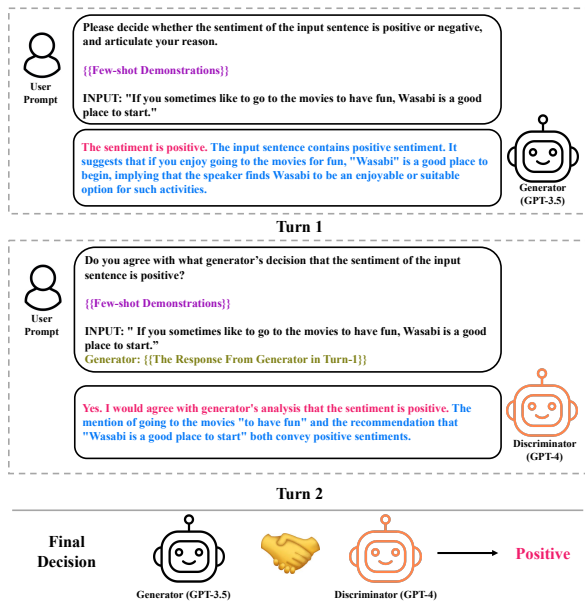 Please decide whether the sentiment of the input sentence is positive or negative,
and articulate your reason.
{{Few-shot Demonstrations}}
User
Prompt
INPUT: "If you sometimes like to go to the movies to have fun, Wasabi is a good
place to start."
The sentiment is positive. The input sentence contains positive sentiment. It
suggests that if you enjoy going to the movies for fun, "Wasabi" is a good place to
begin, implying that the speaker finds Wasabi to be an enjoyable or suitable
option for such activities.
Generator
(GPT-3.5)
Turn 1
Do you agree with what generator's decision that the sentiment of the input
sentence is positive?
{{Few-shot Demonstrations}}
User
Prompt
INPUT: " If you sometimes like to go to the movies to have fun, Wasabi is a good
place to start.”
Generator: {{The Response From Generator in Turn-1}}
Yes. I would agree with generator's analysis that the sentiment is positive. The
mention of going to the movies "to have fun" and the recommendation that
"Wasabi is a good place to start" both convey positive sentiments.
Discriminator
(GPT-4)
Turn 2
Final
Decision
Positive
Generator (GPT-3.5)
Discriminator (GPT-4)